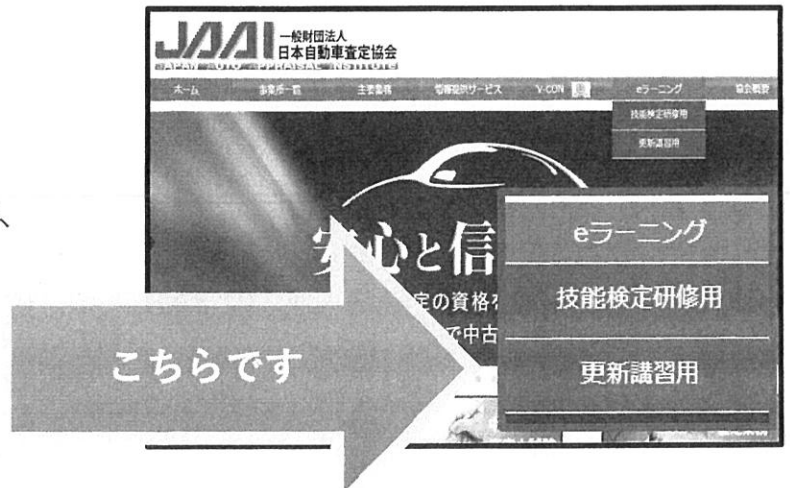 JAAI 一般財団法人
日本自動車査定協会
JAPAN AUTO APPRAISAL INSTITUTE
ホーム 事業所一覧 主要業務 情報提供サービス V-CON eラーニング 協会概要
技能検定研修用
更新講習用
、
安心と信
定の資格
で中古
eラーニング
技能検定研修用
更新講習用
こちらです